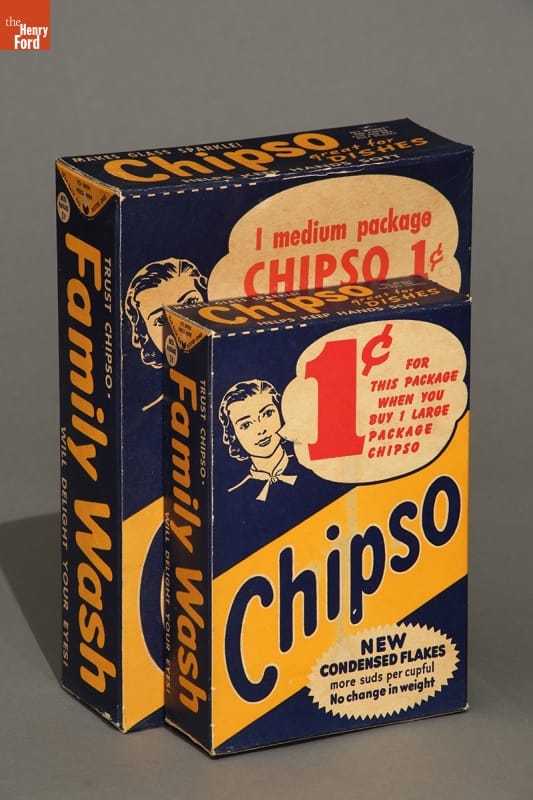 the
Henry
Ford
MAKES GLASS SPARKLE!
Chipso
great for
DISHES
HELPS KEEP HANDS SOFT
1 medium package
CHIPSO 1¢
TRUST CHIPSO-
Family Wash
WILL DELIGHT YOUR EYES!
MAKES GLASS SPARKLE!
Chipso
great for
DISHES
HELPS KEEP HANDS SOFT
1¢
FOR
THIS PACKAGE
WHEN YOU
BUY 1 LARGE
PACKAGE
CHIPSO
TRUST CHIPSO-
Family Wash
WILL DELIGHT YOUR EYES!
Chipso
NEW
CONDENSED FLAKES
more suds per cupful
No change in weight